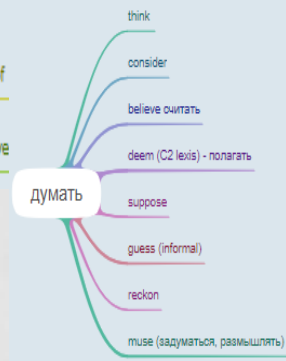 think
consider
believe считать
deem (C2 lexis) - полагать
думать
suppose
guess (informal)
reckon
muse (задуматься, размышлять)